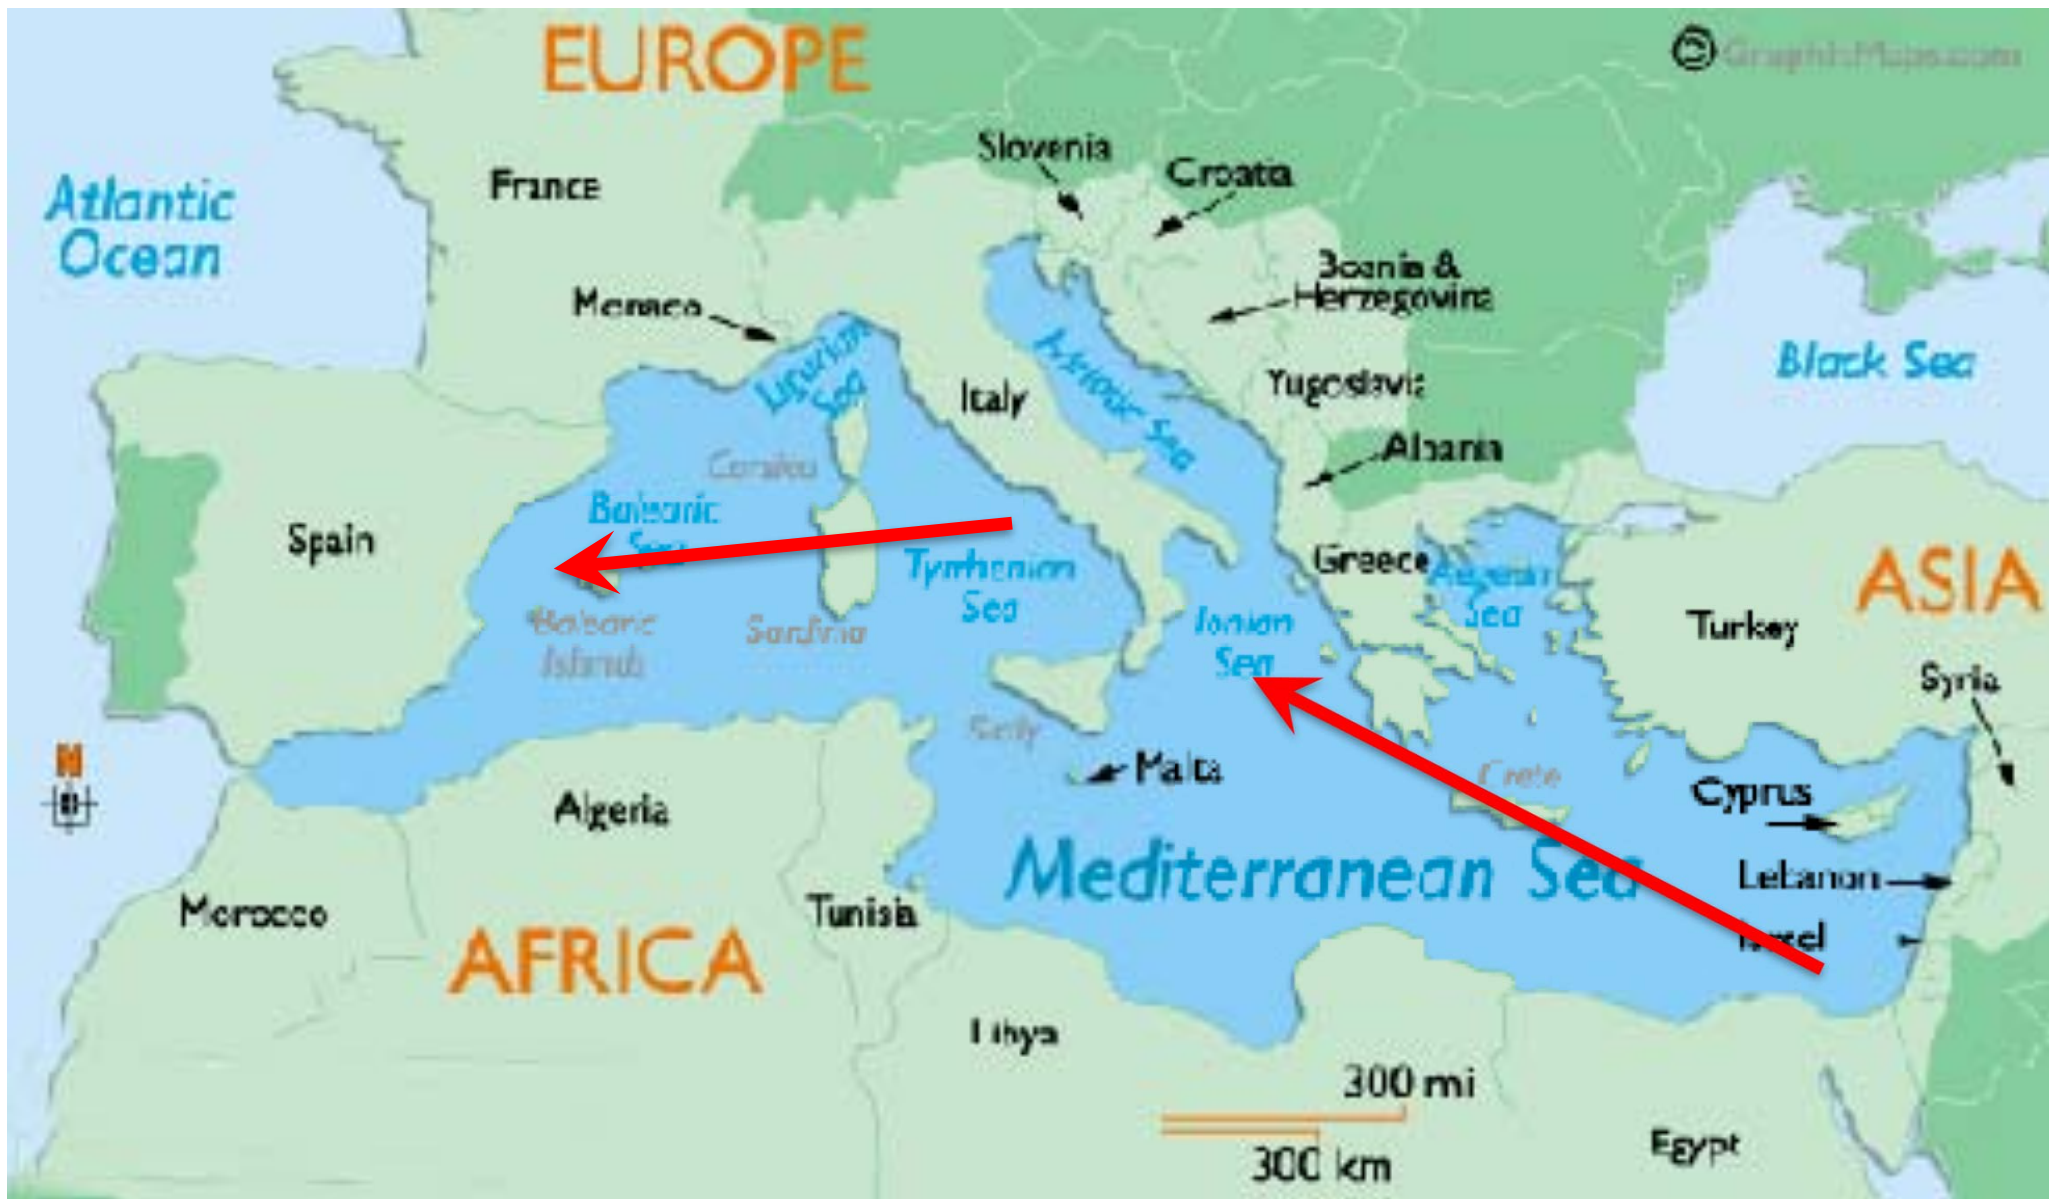 EUROPE
© GraphicMaps.com
Slovenia
Croatia
France
Atlantic
Ocean
Bosnia &
Herzegovina
Monaco
Ligurian
Sea
Adriatic Sea
Black Sea
Italy
Yugoslavia
Albania
Corsica
Balearic
Sea
Spain
Greece
Aegean
Sea
ASIA
Tyrrhenian
Sea
Ionian
Sea
Turkey
Balearic
Islands
Sardinia
Syria
Sicily
N
Malta
Crete
Cyprus
Algeria
Mediterranean Sea
Lebanon
Morocco
Tunisia
Israel
AFRICA
Libya
300 mi
300 km
Egypt